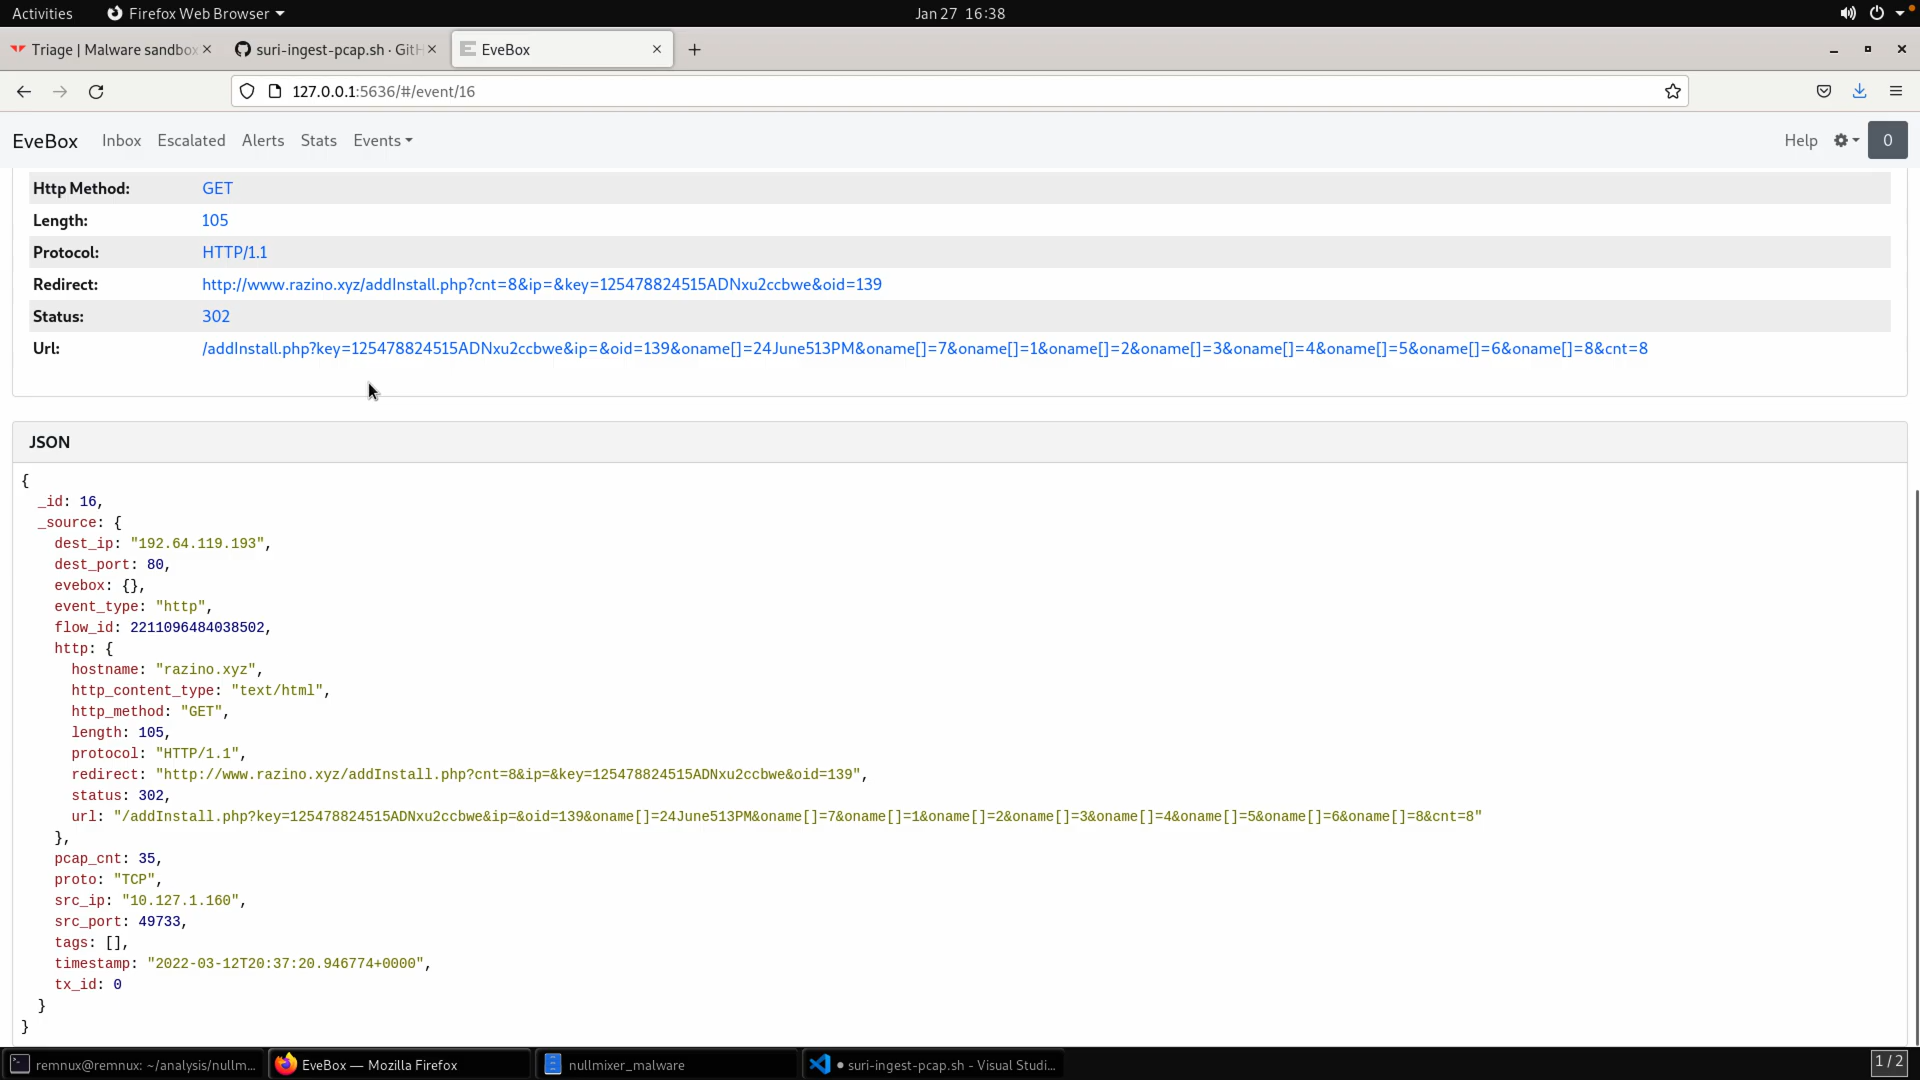 Activities
Firefox Web Browser
Jan 27 16:38
Triage | Malware sandbox
suri-ingest-pcap.sh · GitH
EveBox
127.0.0.1:5636/#/event/16
EveBox
Inbox
Escalated
Alerts
Stats
Events
Help
0
Http Method: GET
Length: 105
Protocol: HTTP/1.1
Redirect: http://www.razino.xyz/addInstall.php?cnt=8&ip=&key=125478824515ADNxu2ccbwe&oid=139
Status: 302
Url: /addInstall.php?key=125478824515ADNxu2ccbwe&ip=&oid=139&oname[]=24June513PM&oname[]=7&oname[]=1&oname[]=2&oname[]=3&oname[]=4&oname[]=5&oname[]=6&oname[]=8&cnt=8
JSON
{
_id: 16,
_source: {
dest_ip: "192.64.119.193",
dest_port: 80,
evebox: {},
event_type: "http",
flow_id: 2211096484038502,
http: {
hostname: "razino.xyz",
http_content_type: "text/html",
http_method: "GET",
length: 105,
protocol: "HTTP/1.1",
redirect: "http://www.razino.xyz/addInstall.php?cnt=8&ip=&key=125478824515ADNxu2ccbwe&oid=139",
status: 302,
url: "/addInstall.php?key=125478824515ADNxu2ccbwe&ip=&oid=139&oname[]=24June513PM&oname[]=7&oname[]=1&oname[]=2&oname[]=3&oname[]=4&oname[]=5&oname[]=6&oname[]=8&cnt=8"
},
pcap_cnt: 35,
proto: "TCP",
src_ip: "10.127.1.160",
src_port: 49733,
tags: [],
timestamp: "2022-03-12T20:37:20.946774+0000",
tx_id: 0
}
}
remnux@remnux: ~/analysis/nullm...
EveBox — Mozilla Firefox
nullmixer_malware
● suri-ingest-pcap.sh - Visual Studi...
1 / 2